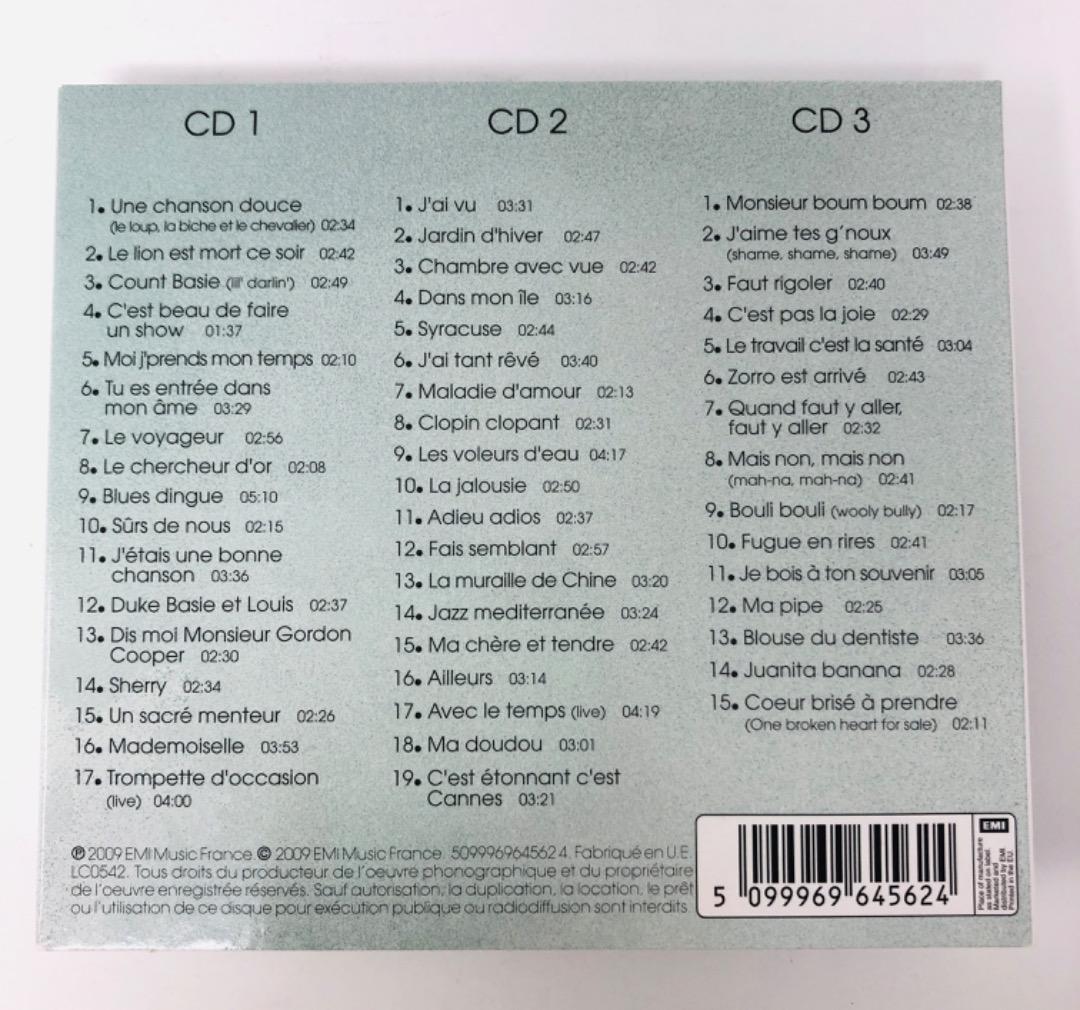 CD 1
1. Une chanson douce
(le loup, la biche et le chevalier) 02:34
2. Le lion est mort ce soir 02:42
3. Count Basie (lil' darlin') 02:49
4. C'est beau de faire
un show 01:37
5. Moi j'prends mon temps 02:10
6. Tu es entrée dans
mon âme 03:29
7. Le voyageur 02:56
8. Le chercheur d'or 02:08
9. Blues dingue 05:10
10. Sûrs de nous 02:15
11. J'étais une bonne
chanson 03:36
12. Duke Basie et Louis 02:37
13. Dis moi Monsieur Gordon
Cooper 02:30
14. Sherry 02:34
15. Un sacré menteur 02:26
16. Mademoiselle 03:53
17. Trompette d'occasion
(live) 04:00
CD 2
1. J'ai vu 03:31
2. Jardin d'hiver 02:47
3. Chambre avec vue 02:42
4. Dans mon île 03:16
5. Syracuse 02:44
6. J'ai tant rêvé 03:40
7. Maladie d'amour 02:13
8. Clopin clopant 02:31
9. Les voleurs d'eau 04:17
10. La jalousie 02:50
11. Adieu adios 02:37
12. Fais semblant 02:57
13. La muraille de Chine 03:20
14. Jazz mediterranée 03:24
15. Ma chère et tendre 02:42
16. Ailleurs 03:14
17. Avec le temps (live) 04:19
18. Ma doudou 03:01
19. C'est étonnant c'est
Cannes 03:21
CD 3
1. Monsieur boum boum 02:38
2. J'aime tes g'noux
(shame, shame, shame) 03:49
3. Faut rigoler 02:40
4. C'est pas la joie 02:29
5. Le travail c'est la santé 03:04
6. Zorro est arrivé 02:43
7. Quand faut y aller,
faut y aller 02:32
8. Mais non, mais non
(mah-na, mah-na) 02:41
9. Bouli bouli (wooly bully) 02:17
10. Fugue en rires 02:41
11. Je bois à ton souvenir 03:05
12. Ma pipe 02:25
13. Blouse du dentiste 03:36
14. Juanita banana 02:28
15. Coeur brisé à prendre
(One broken heart for sale) 02:11
℗ 2009 EMI Music France. © 2009 EMI Music France. 5099969645624. Fabriqué en U.E.
LC0542. Tous droits du producteur de l'oeuvre phonographique et du propriétaire
de l'oeuvre enregistrée réservés. Sauf autorisation, la duplication, la location, le prêt
ou l'utilisation de ce disque pour exécution publique ou radiodiffusion sont interdits.
5 099969 645624
EMI
Place of manufacture
as stated on label.
Marketed and
distributed by EMI.
Printed in the EU.